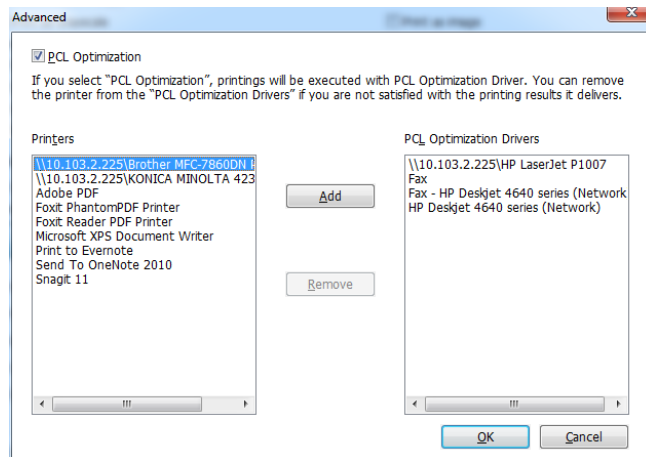 Advanced
Print as image
PCL Optimization
If you select "PCL Optimization", printings will be executed with PCL Optimization Driver. You can remove
the printer from the "PCL Optimization Drivers" if you are not satisfied with the printing results it delivers.
Printers
\\10.103.2.225\Brother MFC-7860DN
\\10.103.2.225\KONICA MINOLTA 423
Adobe PDF
Foxit PhantomPDF Printer
Foxit Reader PDF Printer
Microsoft XPS Document Writer
Print to Evernote
Send To OneNote 2010
Snagit 11
Add
Remove
PCL Optimization Drivers
\\10.103.2.225\HP LaserJet P1007
Fax
Fax - HP Deskjet 4640 series (Network
HP Deskjet 4640 series (Network)
OK
Cancel